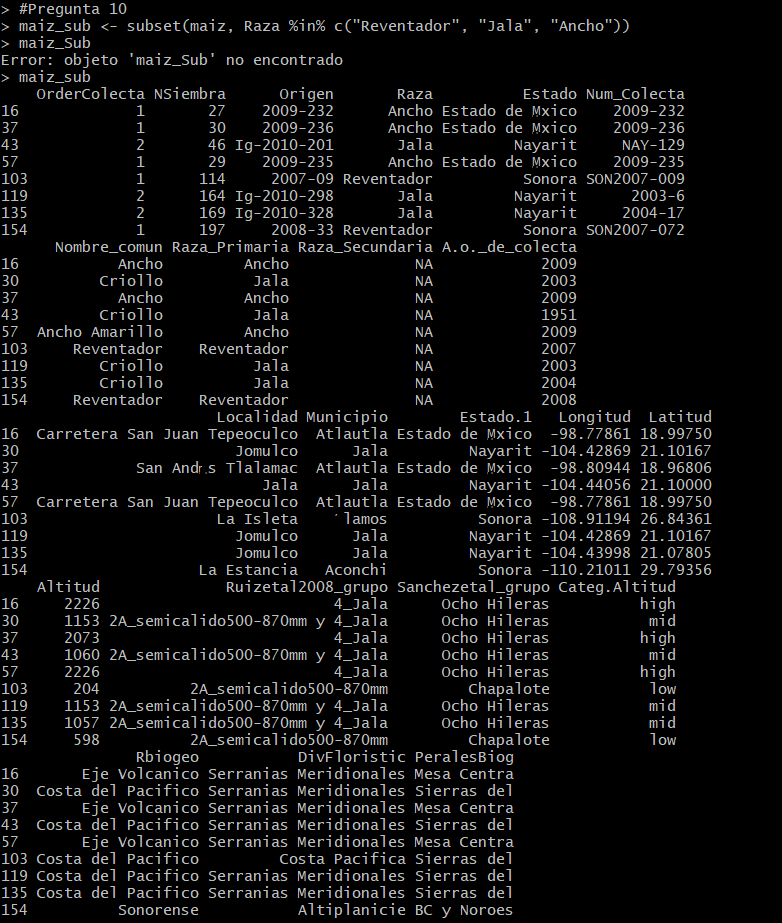 > #Pregunta 10
> maiz_sub <- subset(maiz, Raza %in% c("Reventador", "Jala", "Ancho"))
> maiz_Sub
Error: objeto 'maiz_Sub' no encontrado
> maiz_sub
OrderColecta NSiembra Origen Raza Estado Num_Colecta
16 1 27 2009-232 Ancho Estado de Mxico 2009-232
37 1 30 2009-236 Ancho Estado de Mxico 2009-236
43 2 46 Ig-2010-201 Jala Nayarit NAY-129
57 1 29 2009-235 Ancho Estado de Mxico 2009-235
103 1 114 2007-09 Reventador Sonora SON2007-009
119 2 164 Ig-2010-298 Jala Nayarit 2003-6
135 2 169 Ig-2010-328 Jala Nayarit 2004-17
154 1 197 2008-33 Reventador Sonora SON2007-072
Nombre_comun Raza_Primaria Raza_Secundaria A.o._de_colecta
16 Ancho Ancho NA 2009
30 Criollo Jala NA 2003
37 Ancho Ancho NA 2009
43 Criollo Jala NA 1951
57 Ancho Amarillo Ancho NA 2009
103 Reventador Reventador NA 2007
119 Criollo Jala NA 2003
135 Criollo Jala NA 2004
154 Reventador Reventador NA 2008
Localidad Municipio Estado.1 Longitud Latitud
16 Carretera San Juan Tepeoculco Atlautla Estado de Mxico -98.77861 18.99750
30 Jomulco Jala Nayarit -104.42869 21.10167
37 San Andr.s Tlalamac Atlautla Estado de Mxico -98.80944 18.96806
43 Jala Jala Nayarit -104.44056 21.10000
57 Carretera San Juan Tepeoculco Atlautla Estado de Mxico -98.77861 18.99750
103 La Isleta ´lamos Sonora -108.91194 26.84361
119 Jomulco Jala Nayarit -104.42869 21.10167
135 Jomulco Jala Nayarit -104.43998 21.07805
154 La Estancia Aconchi Sonora -110.21011 29.79356
Altitud Ruizetal2008_grupo Sanchezetal_grupo Categ.Altitud
16 2226 4_Jala Ocho Hileras high
30 1153 2A_semicalido500-870mm y 4_Jala Ocho Hileras mid
37 2073 4_Jala Ocho Hileras high
43 1060 2A_semicalido500-870mm y 4_Jala Ocho Hileras mid
57 2226 4_Jala Ocho Hileras high
103 204 2A_semicalido500-870mm Chapalote low
119 1153 2A_semicalido500-870mm y 4_Jala Ocho Hileras mid
135 1057 2A_semicalido500-870mm y 4_Jala Ocho Hileras mid
154 598 2A_semicalido500-870mm Chapalote low
Rbiogeo DivFloristic PeralesBiog
16 Eje Volcanico Serranias Meridionales Mesa Centra
30 Costa del Pacifico Serranias Meridionales Sierras del
37 Eje Volcanico Serranias Meridionales Mesa Centra
43 Costa del Pacifico Serranias Meridionales Sierras del
57 Eje Volcanico Serranias Meridionales Mesa Centra
103 Costa del Pacifico Costa Pacifica Sierras del
119 Costa del Pacifico Serranias Meridionales Sierras del
135 Costa del Pacifico Serranias Meridionales Sierras del
154 Sonorense Altiplanicie BC y Noroes